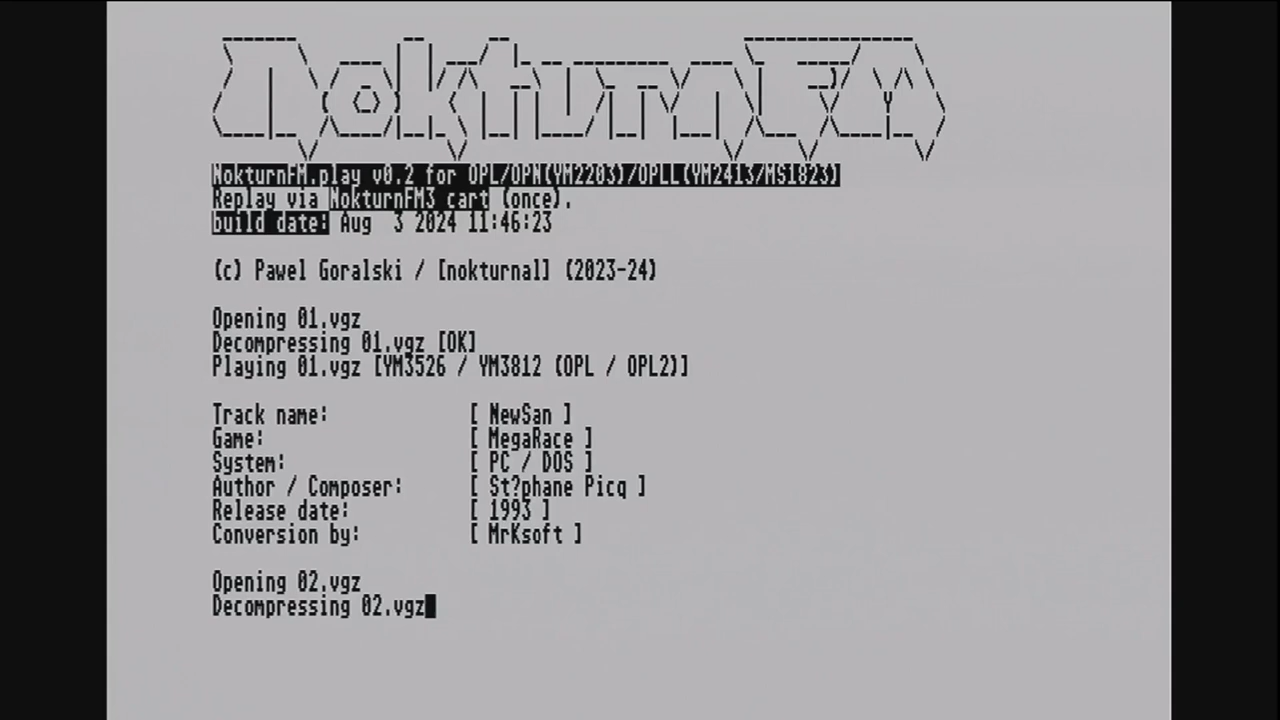 NokturnFM
NokturnFM.play v0.2 for OPL/OPN(YM2203)/OPLL(YM2413/MS1823)
Replay via NokturnFM3 cart (once).
build date: Aug  3 2024 11:46:23
(c) Pawel Goralski / [nokturnal] (2023-24)
Opening 01.vgz
Decompressing 01.vgz [OK]
Playing 01.vgz [YM3526 / YM3812 (OPL / OPL2)]
Track name: [ NewSan ]
Game: [ MegaRace ]
System: [ PC / DOS ]
Author / Composer: [ St?phane Picq ]
Release date: [ 1993 ]
Conversion by: [ MrKsoft ]
Opening 02.vgz
Decompressing 02.vgz